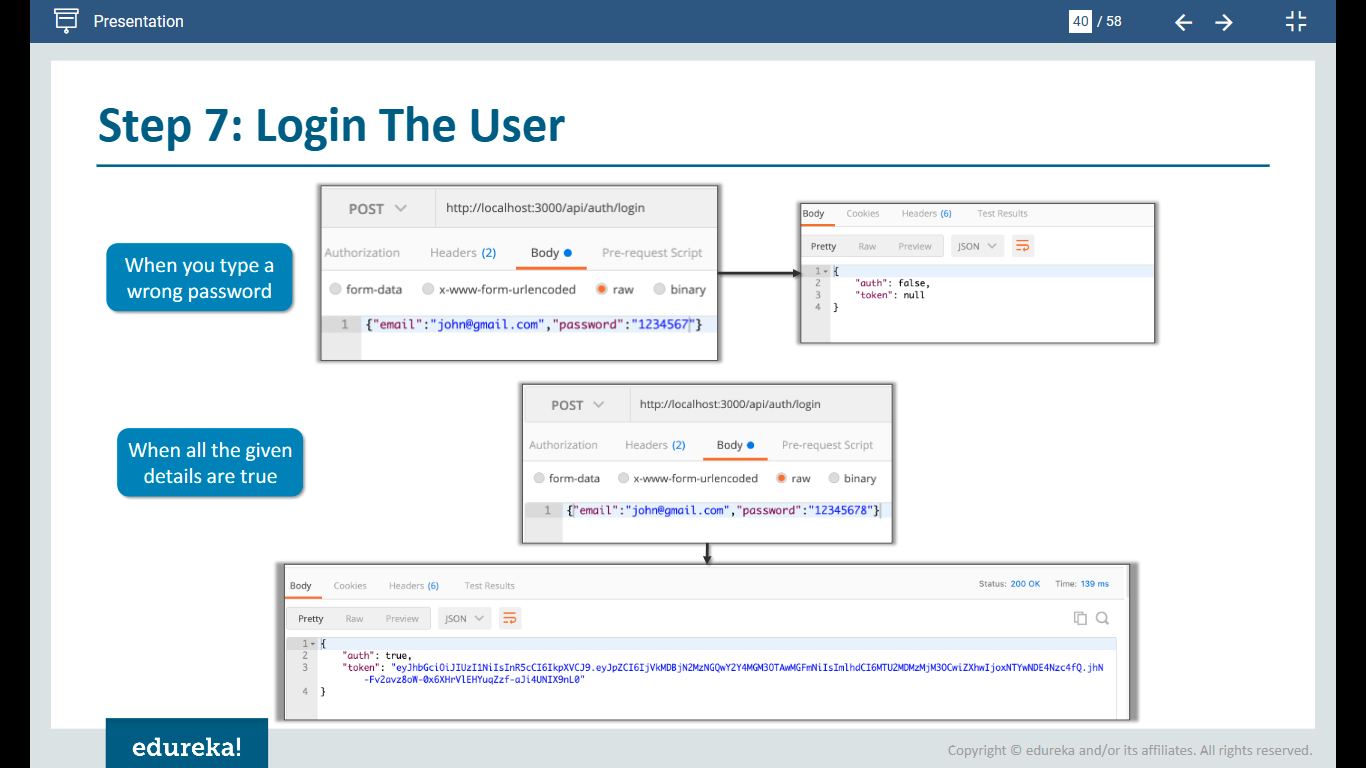 Presentation
40 / 58
Step 7: Login The User
When you type a
wrong password
POST
http://localhost:3000/api/auth/login
Authorization Headers (2) Body Pre-request Script
form-data x-www-form-urlencoded raw binary
1 {"email":"john@gmail.com","password":"1234567"}
Body Cookies Headers (6) Test Results
Pretty Raw Preview JSON
1 {
2 "auth": false,
3 "token": null
4 }
When all the given
details are true
POST
http://localhost:3000/api/auth/login
Authorization Headers (2) Body Pre-request Script
form-data x-www-form-urlencoded raw binary
1 {"email":"john@gmail.com","password":"12345678"}
Body Cookies Headers (6) Test Results Status: 200 OK Time: 139 ms
Pretty Raw Preview JSON
1 {
2 "auth": true,
3 "token":
4 }
edureka!
Copyright © edureka and/or its affiliates. All rights reserved.